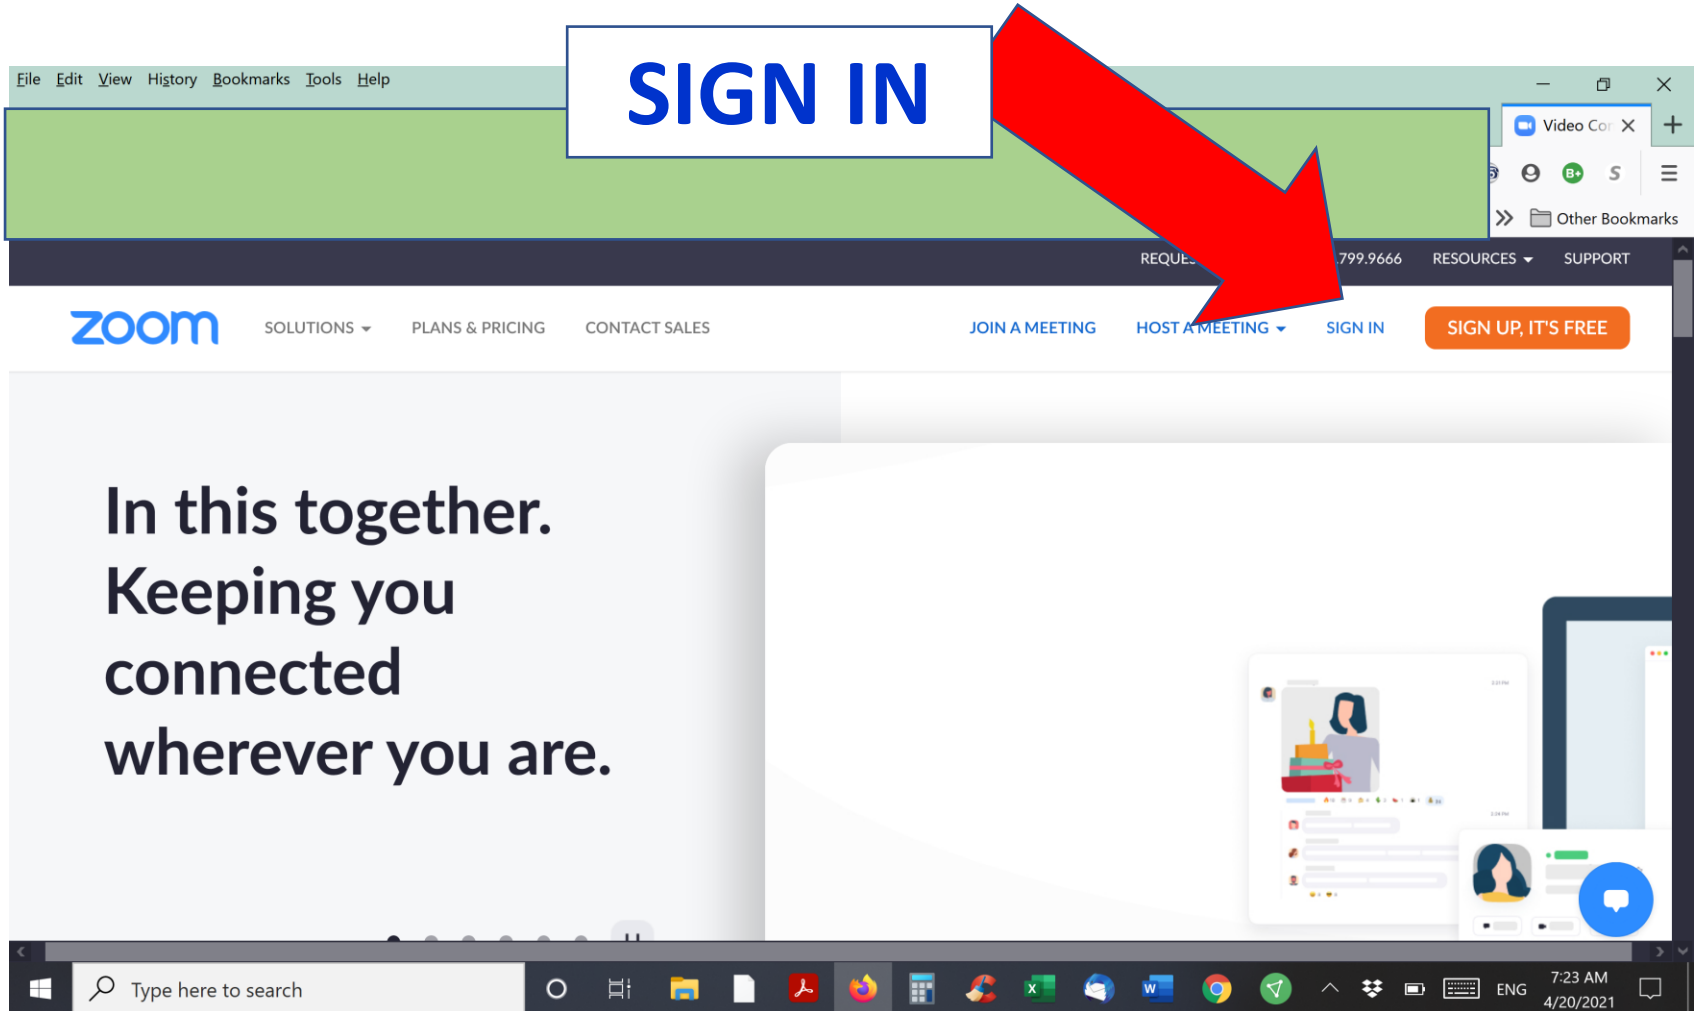 SIGN IN
File Edit View History Bookmarks Tools Help
Video Con
Other Bookmarks
.799.9666 RESOURCES SUPPORT
zoom SOLUTIONS PLANS & PRICING CONTACT SALES JOIN A MEETING HOST A MEETING SIGN IN SIGN UP, IT'S FREE
In this together.
Keeping you
connected
wherever you are.
Type here to search
ENG
7:23 AM
4/20/2021